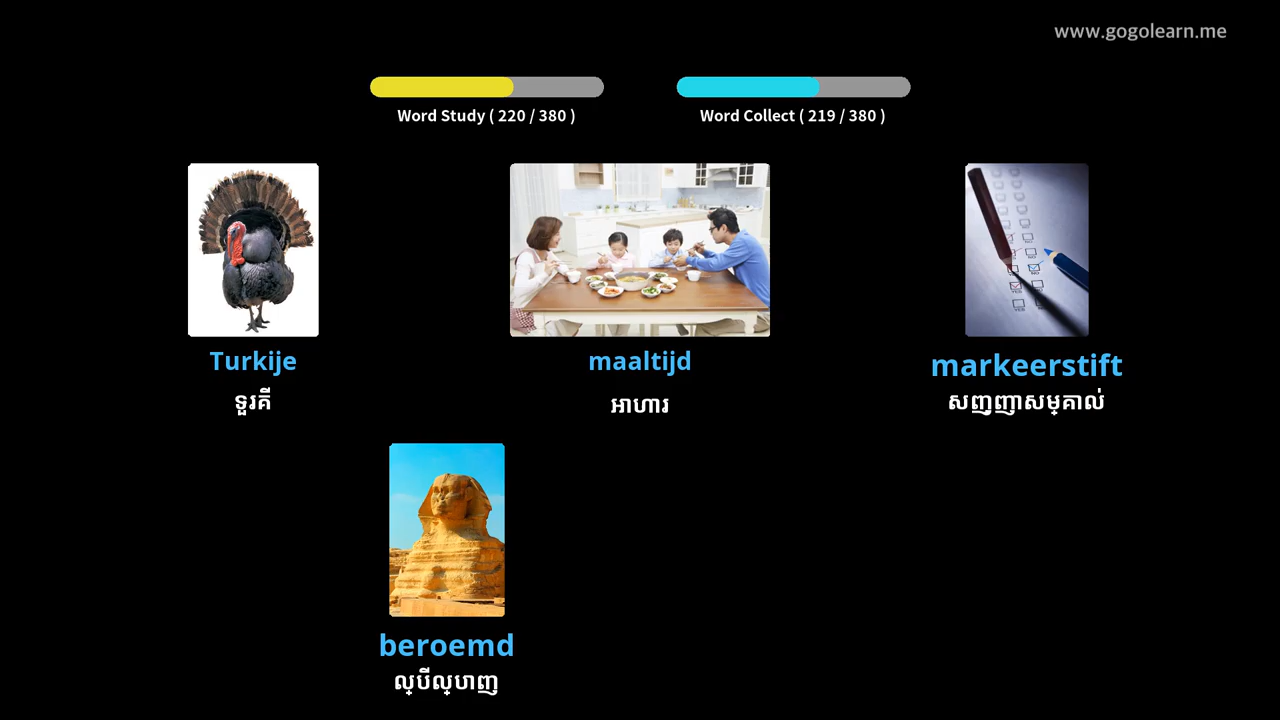 www.gogolearn.me
Word Study ( 220 / 380 )
Word Collect ( 219 / 380 )
Turkije
maaltijd
markeerstift
ទួរគី
អាហារ
សញ្ញាសម្គាល់
beroemd
ល្បីល្បាញ